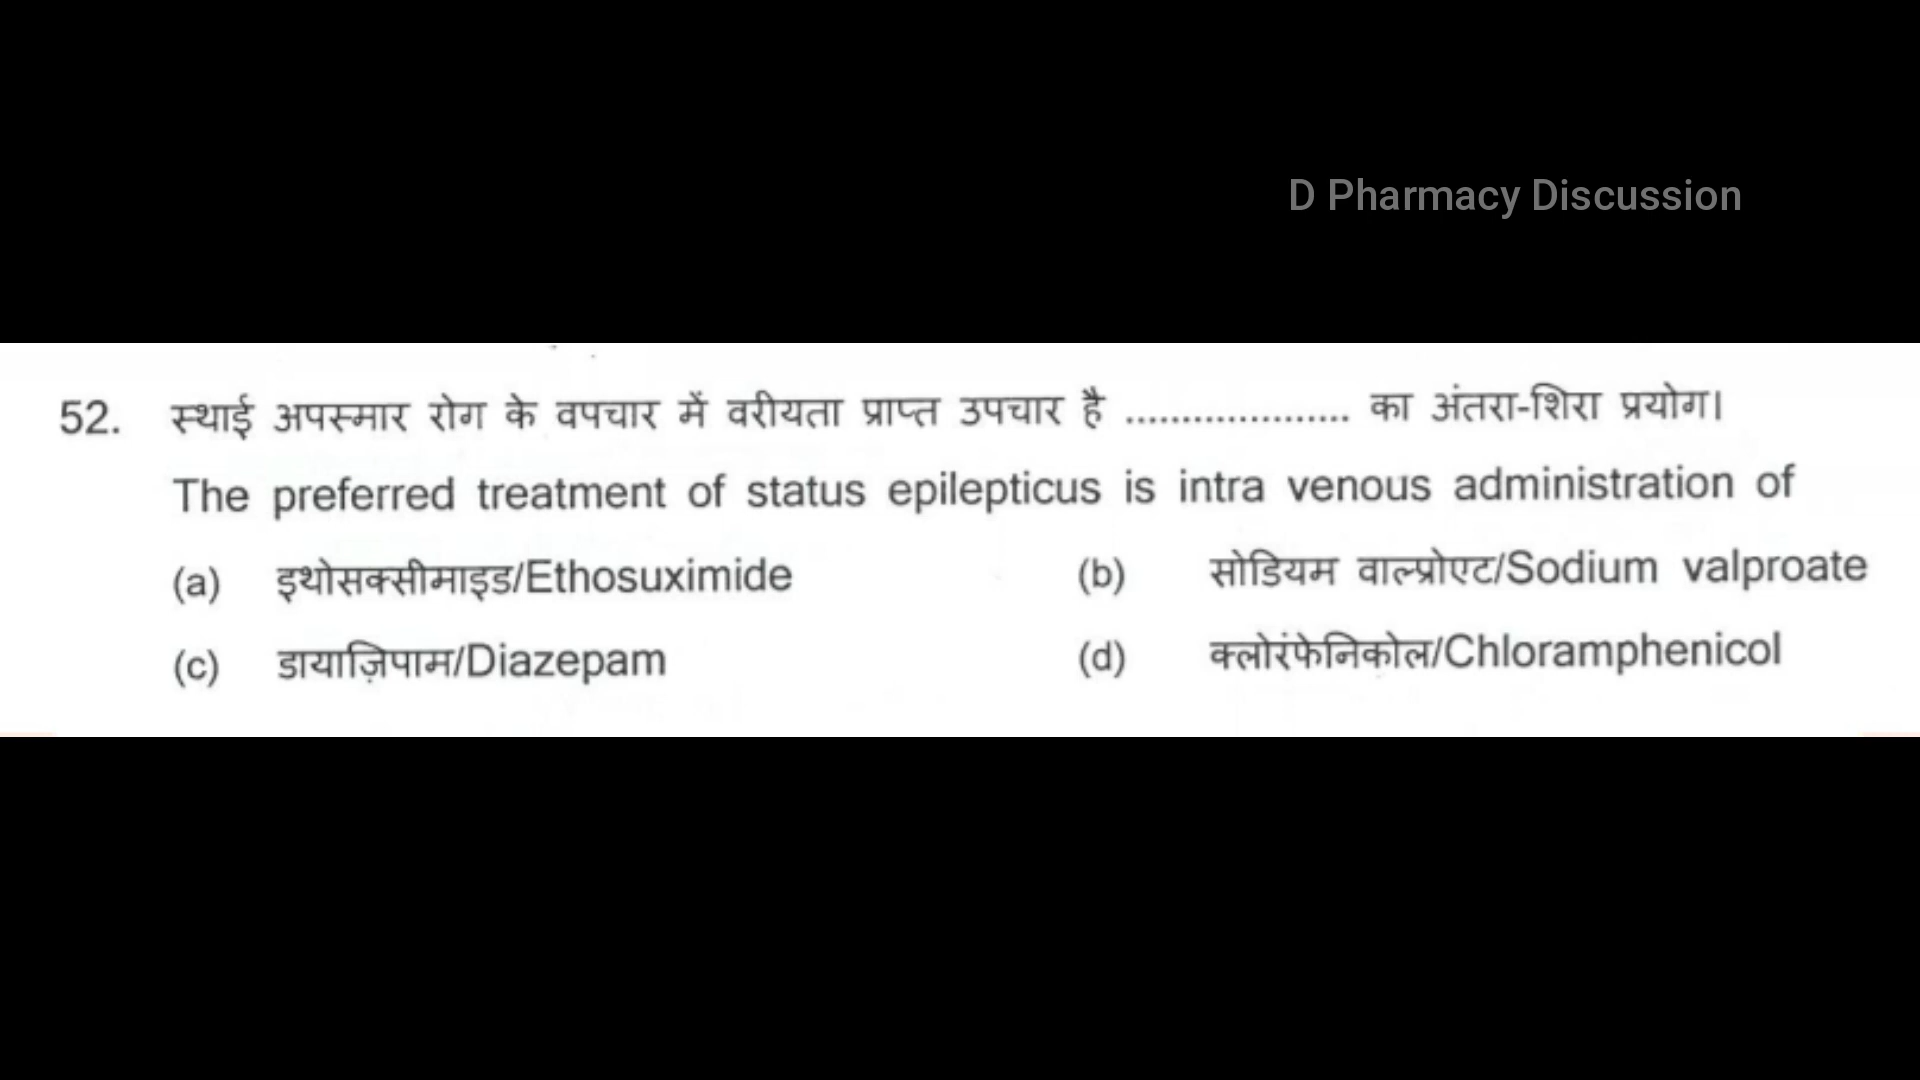 D Pharmacy Discussion
52. स्थाई अपस्मार रोग के वपचार में वरीयता प्राप्त उपचार है .................... का अंतरा-शिरा प्रयोग।
The preferred treatment of status epilepticus is intra venous administration of
(a) इथोसक्सीमाइड/Ethosuximide (b) सोडियम वाल्प्रोएट/Sodium valproate
(c) डायाज़िपाम/Diazepam (d) क्लोरंफेनिकोल/Chloramphenicol